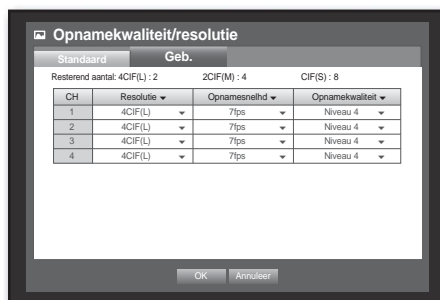 Opnamekwaliteit/resolutie
Standaard Geb.
Resterend aantal: 4CIF(L) : 2 2CIF(M) : 4 CIF(S) : 8
CH Resolutie Opnamesnelhd Opnamekwaliteit
1 4CIF(L) 7fps Niveau 4
2 4CIF(L) 7fps Niveau 4
3 4CIF(L) 7fps Niveau 4
4 4CIF(L) 7fps Niveau 4
OK Annuleer